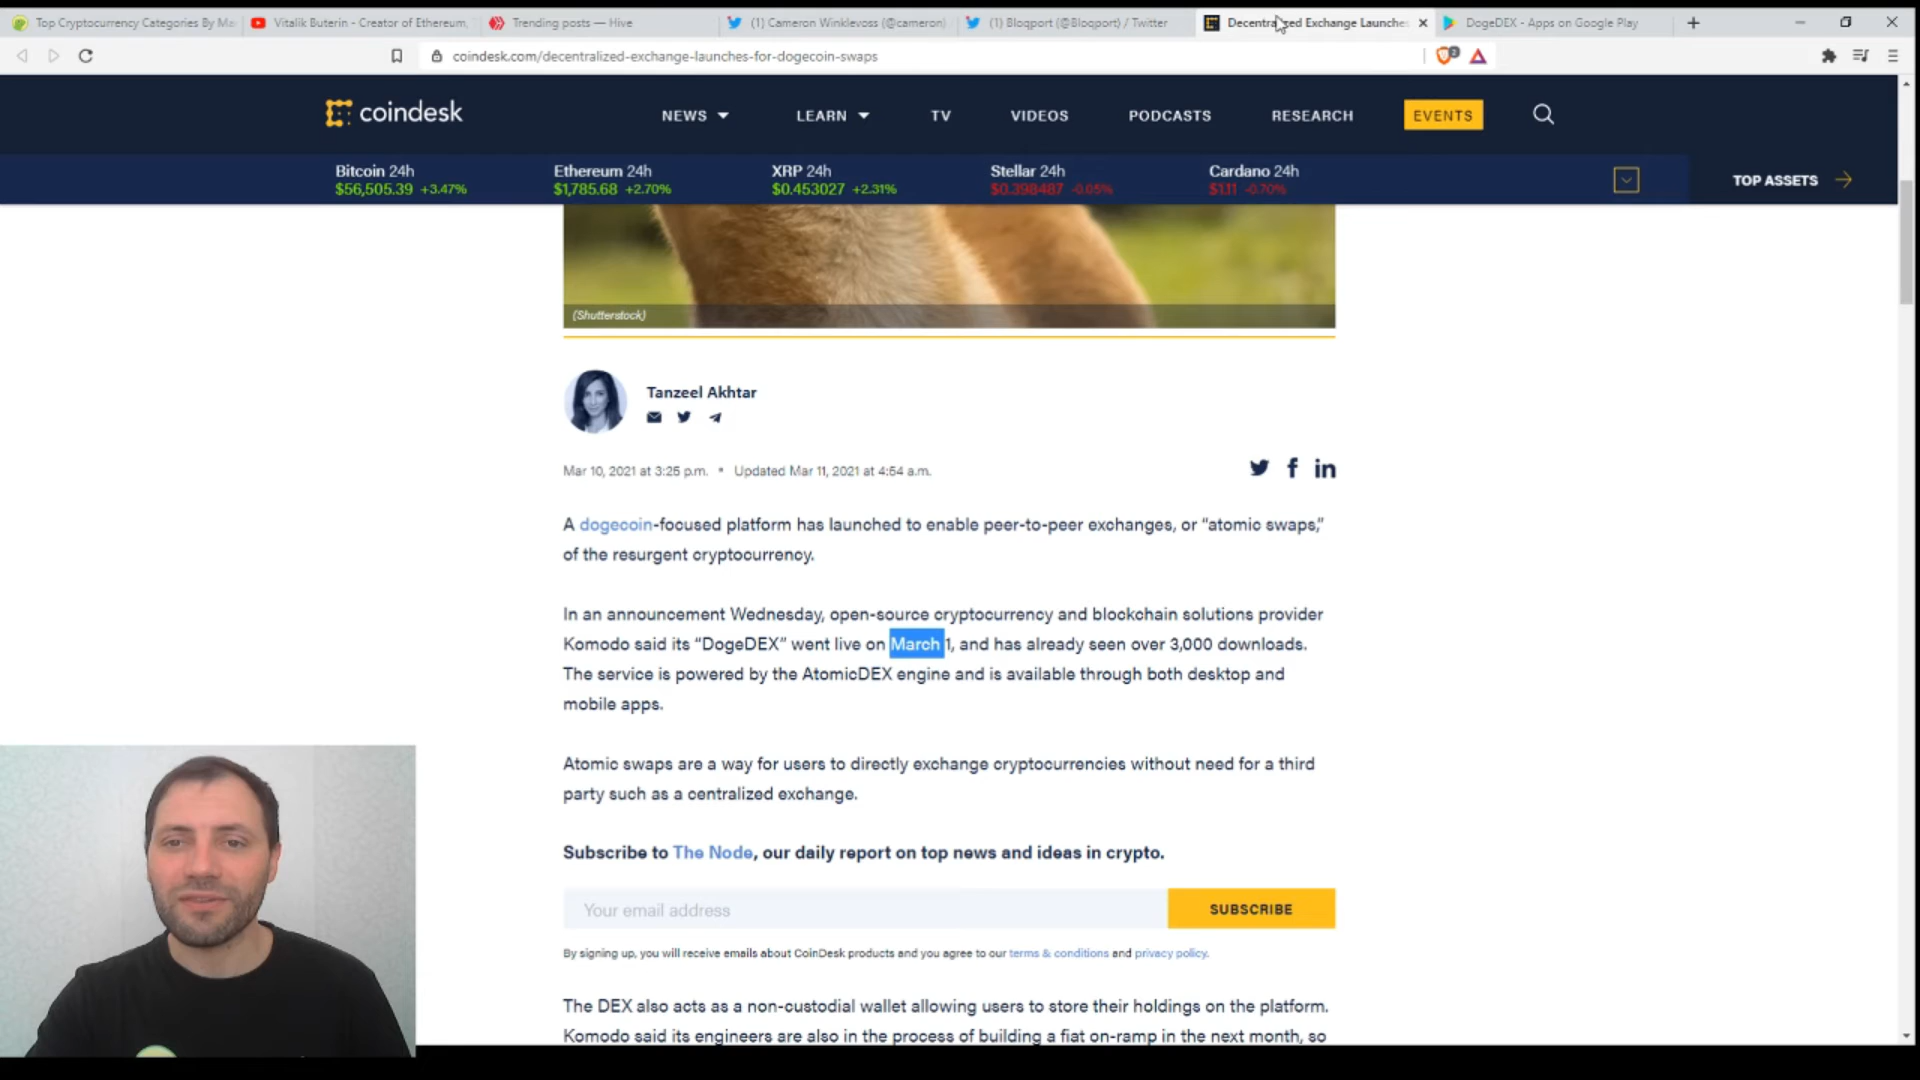 Top Cryptocurrency Categories By Ma
Vitalik Buterin - Creator of Ethereum,
Trending posts — Hive
(1) Cameron Winklevoss (@cameron)
(1) Bloqport (@Bloqport) / Twitter
Decentralized Exchange Launches
DogeDEX - Apps on Google Play
coindesk.com/decentralized-exchange-launches-for-dogecoin-swaps
2
coindesk
NEWS
LEARN
TV
VIDEOS
PODCASTS
RESEARCH
EVENTS
Bitcoin 24h
$56,505.39 +3.47%
Ethereum 24h
$1,785.68 +2.70%
XRP 24h
$0.453027 +2.31%
Stellar 24h
$0.398487 -0.05%
Cardano 24h
$1.11 -0.70%
TOP ASSETS
(Shutterstock)
Tanzeel Akhtar
Mar 10, 2021 at 3:25 p.m. • Updated Mar 11, 2021 at 4:54 a.m.
A dogecoin-focused platform has launched to enable peer-to-peer exchanges, or “atomic swaps,”
of the resurgent cryptocurrency.
In an announcement Wednesday, open-source cryptocurrency and blockchain solutions provider
Komodo said its “DogeDEX” went live on March 1, and has already seen over 3,000 downloads.
The service is powered by the AtomicDEX engine and is available through both desktop and
mobile apps.
Atomic swaps are a way for users to directly exchange cryptocurrencies without need for a third
party such as a centralized exchange.
Subscribe to The Node, our daily report on top news and ideas in crypto.
Your email address
SUBSCRIBE
By signing up, you will receive emails about CoinDesk products and you agree to our terms & conditions and privacy policy.
The DEX also acts as a non-custodial wallet allowing users to store their holdings on the platform.
Komodo said its engineers are also in the process of building a fiat on-ramp in the next month, so